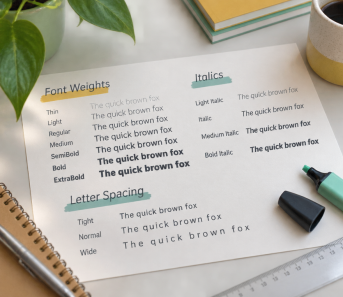 Font Weights
Thin The quick brown fox
Light The quick brown fox
Regular The quick brown fox
Medium The quick brown fox
SemiBold The quick brown fox
Bold The quick brown fox
ExtraBold The quick brown fox
Italics
Light Italic The quick brown fox
Italic The quick brown fox
Medium Italic The quick brown fox
Bold Italic The quick brown fox
Letter Spacing
Tight The quick brown fox
Normal The quick brown fox
Wide The quick brown fox